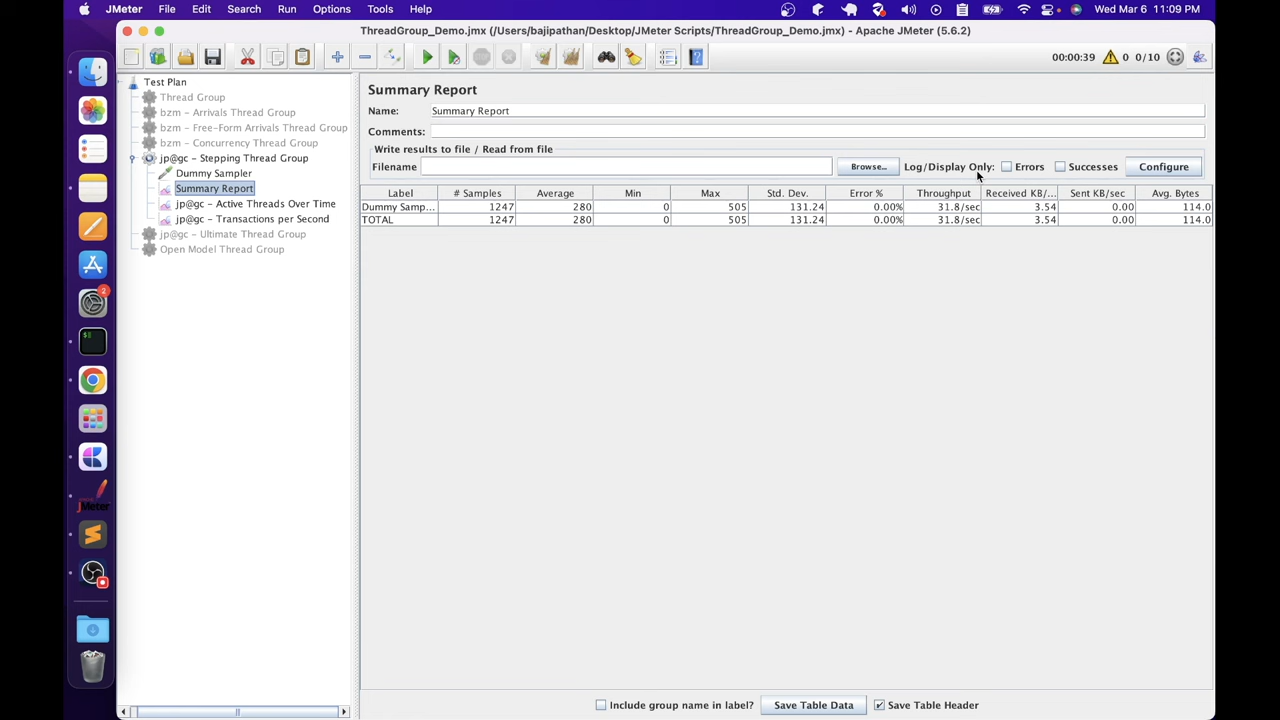 JMeter File Edit Search Run Options Tools Help Wed Mar 6 11:09 PM
ThreadGroup_Demo.jmx (/Users/bajipathan/Desktop/JMeter Scripts/ThreadGroup_Demo.jmx) - Apache JMeter (5.6.2)
00:00:39 0 0/10
Test Plan
Thread Group
bzm - Arrivals Thread Group
bzm - Free-Form Arrivals Thread Group
bzm - Concurrency Thread Group
jp@gc - Stepping Thread Group
Dummy Sampler
Summary Report
jp@gc - Active Threads Over Time
jp@gc - Transactions per Second
jp@gc - Ultimate Thread Group
Open Model Thread Group
Summary Report
Name: Summary Report
Comments:
Write results to file / Read from file
Filename Browse... Log/Display Only: Errors Successes Configure
Label # Samples Average Min Max Std. Dev. Error % Throughput Received KB/... Sent KB/sec Avg. Bytes
Dummy Samp... 1247 280 0 505 131.24 0.00% 31.8/sec 3.54 0.00 114.0
TOTAL 1247 280 0 505 131.24 0.00% 31.8/sec 3.54 0.00 114.0
Include group name in label? Save Table Data Save Table Header
2
JMeter